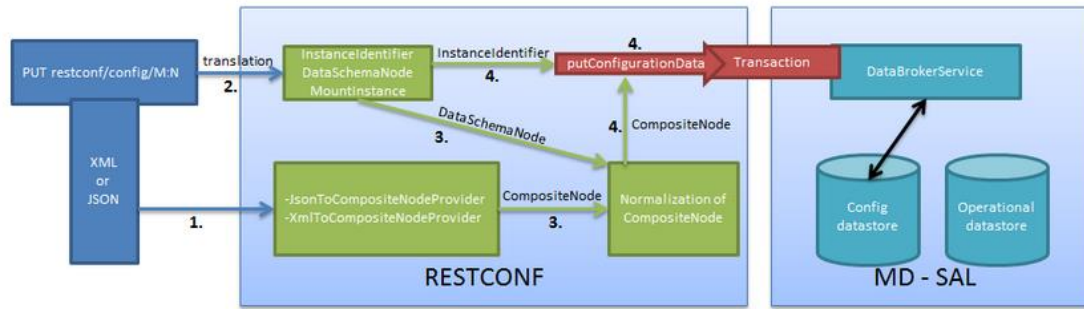 PUT restconf/config/M:N
XML
or
JSON
translation
2.
1.
InstanceIdentifier
DataSchemaNode
MountInstance
InstanceIdentifier
4.
4.
putConfigurationData
Transaction
DataSchemaNode
3.
4.
CompositeNode
-JsonToCompositeNodeProvider
-XmlToCompositeNodeProvider
CompositeNode
3.
Normalization of
CompositeNode
RESTCONF
DataBrokerService
Config
datastore
Operational
datastore
MD - SAL